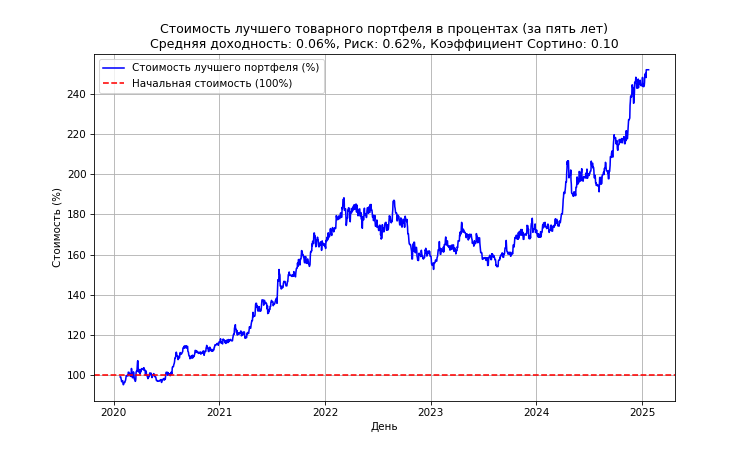 Стоимость лучшего товарного портфеля в процентах (за пять лет)
Средняя доходность: 0.06%, Риск: 0.62%, Коэффициент Сортино: 0.10
Стоимость лучшего портфеля (%)
Начальная стоимость (100%)
Стоимость (%)
240
220
200
180
160
140
120
100
2020 2021 2022 2023 2024 2025
День